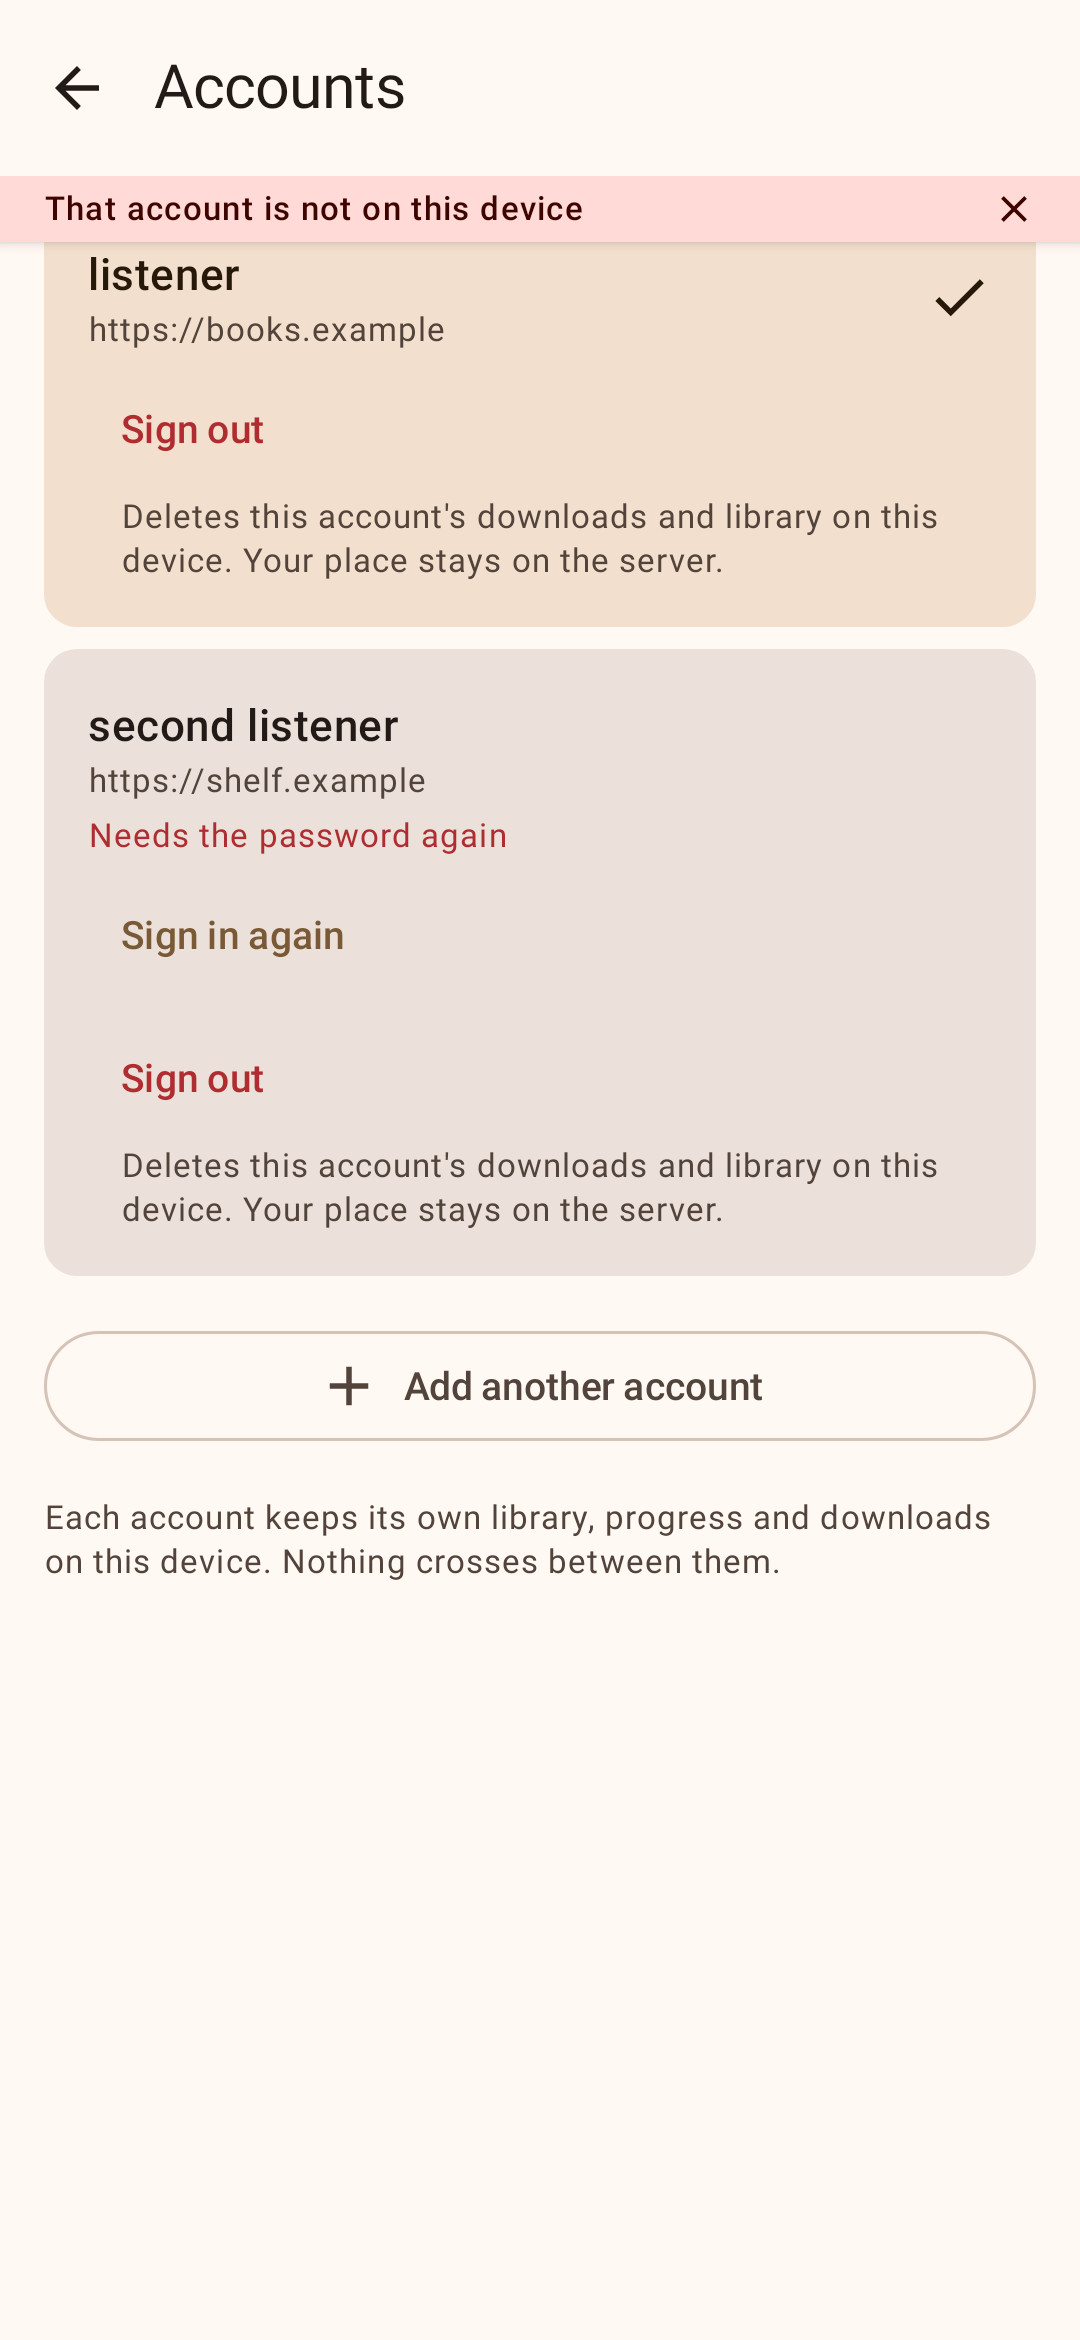 Accounts
That account is not on this device
listener
https://books.example
Sign out
Deletes this account's downloads and library on this
device. Your place stays on the server.
second listener
https://shelf.example
Needs the password again
Sign in again
Sign out
Deletes this account's downloads and library on this
device. Your place stays on the server.
Add another account
Each account keeps its own library, progress and downloads
on this device. Nothing crosses between them.